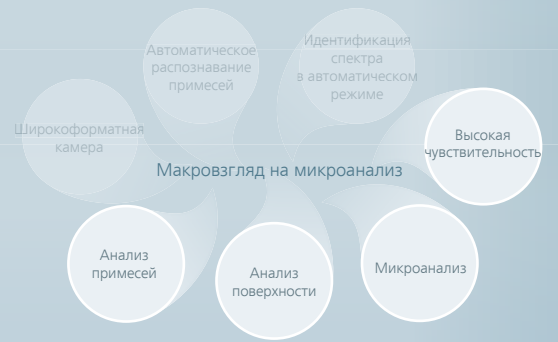 Идентификация
спектра
в автоматическом
режиме
Автоматическое
распознавание
примесей
Широкоформатная
камера
Высокая
чувствительность
Макровзгляд на микроанализ
Анализ
примесей
Анализ
поверхности
Микроанализ